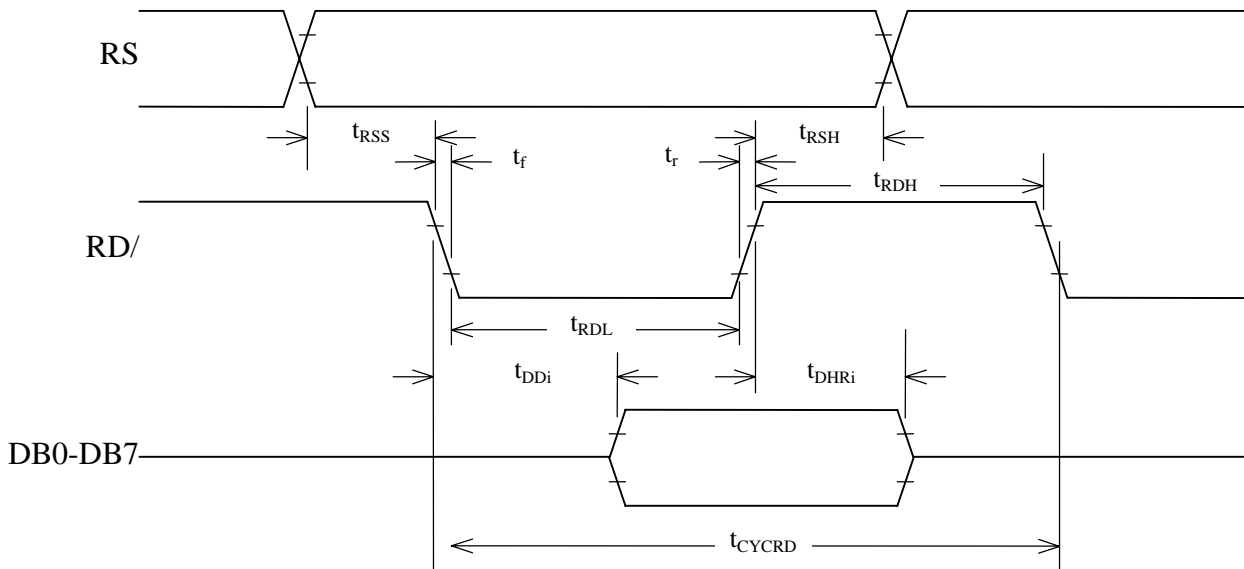 RS
tRSS
tRSH
tf
tr
tRDH
RD/
tRDL
tDDi
tDHRi
DB0-DB7
tCYCRD